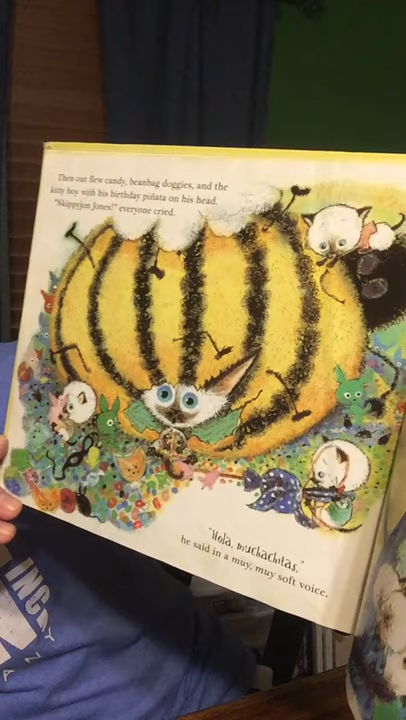 Then out flew candy, beanbag doggies, and the
kitty boy with his birthday piñata on his head.
"Skippyjon Jones!" everyone cried.
"Hola, muchachitas,"
he said in a muy, muy soft voice.